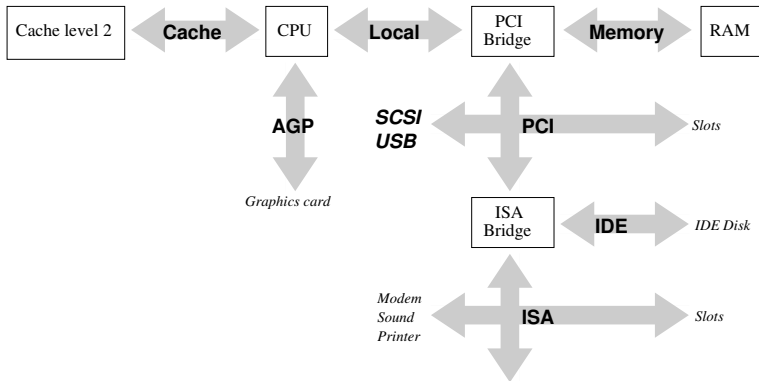 Cache level 2
Cache
CPU
Local
PCI
Bridge
Memory
RAM
AGP
SCSI
USB
PCI
Slots
Graphics card
ISA
Bridge
IDE
IDE Disk
Modem
Sound
Printer
ISA
Slots